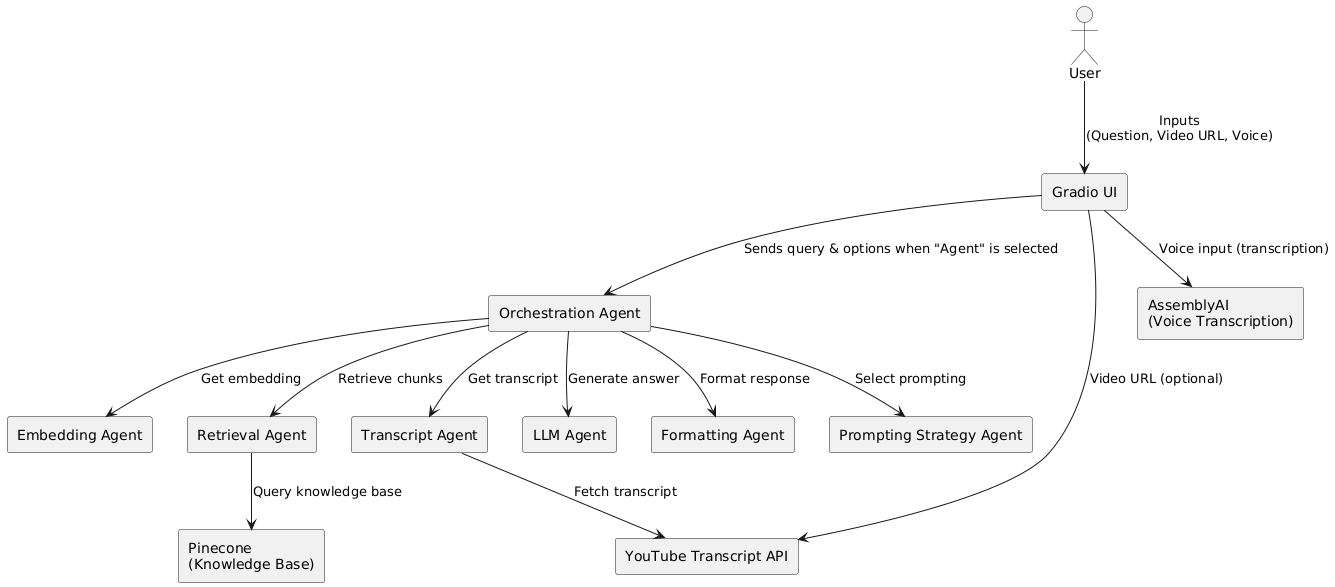 User
Inputs
(Question, Video URL, Voice)
Gradio UI
Sends query & options when "Agent" is selected
Voice input (transcription)
Orchestration Agent
AssemblyAI
(Voice Transcription)
Get embedding
Retrieve chunks
Get transcript
Generate answer
Format response
Select prompting
Video URL (optional)
Embedding Agent
Retrieval Agent
Transcript Agent
LLM Agent
Formatting Agent
Prompting Strategy Agent
Query knowledge base
Fetch transcript
Pinecone
(Knowledge Base)
YouTube Transcript API